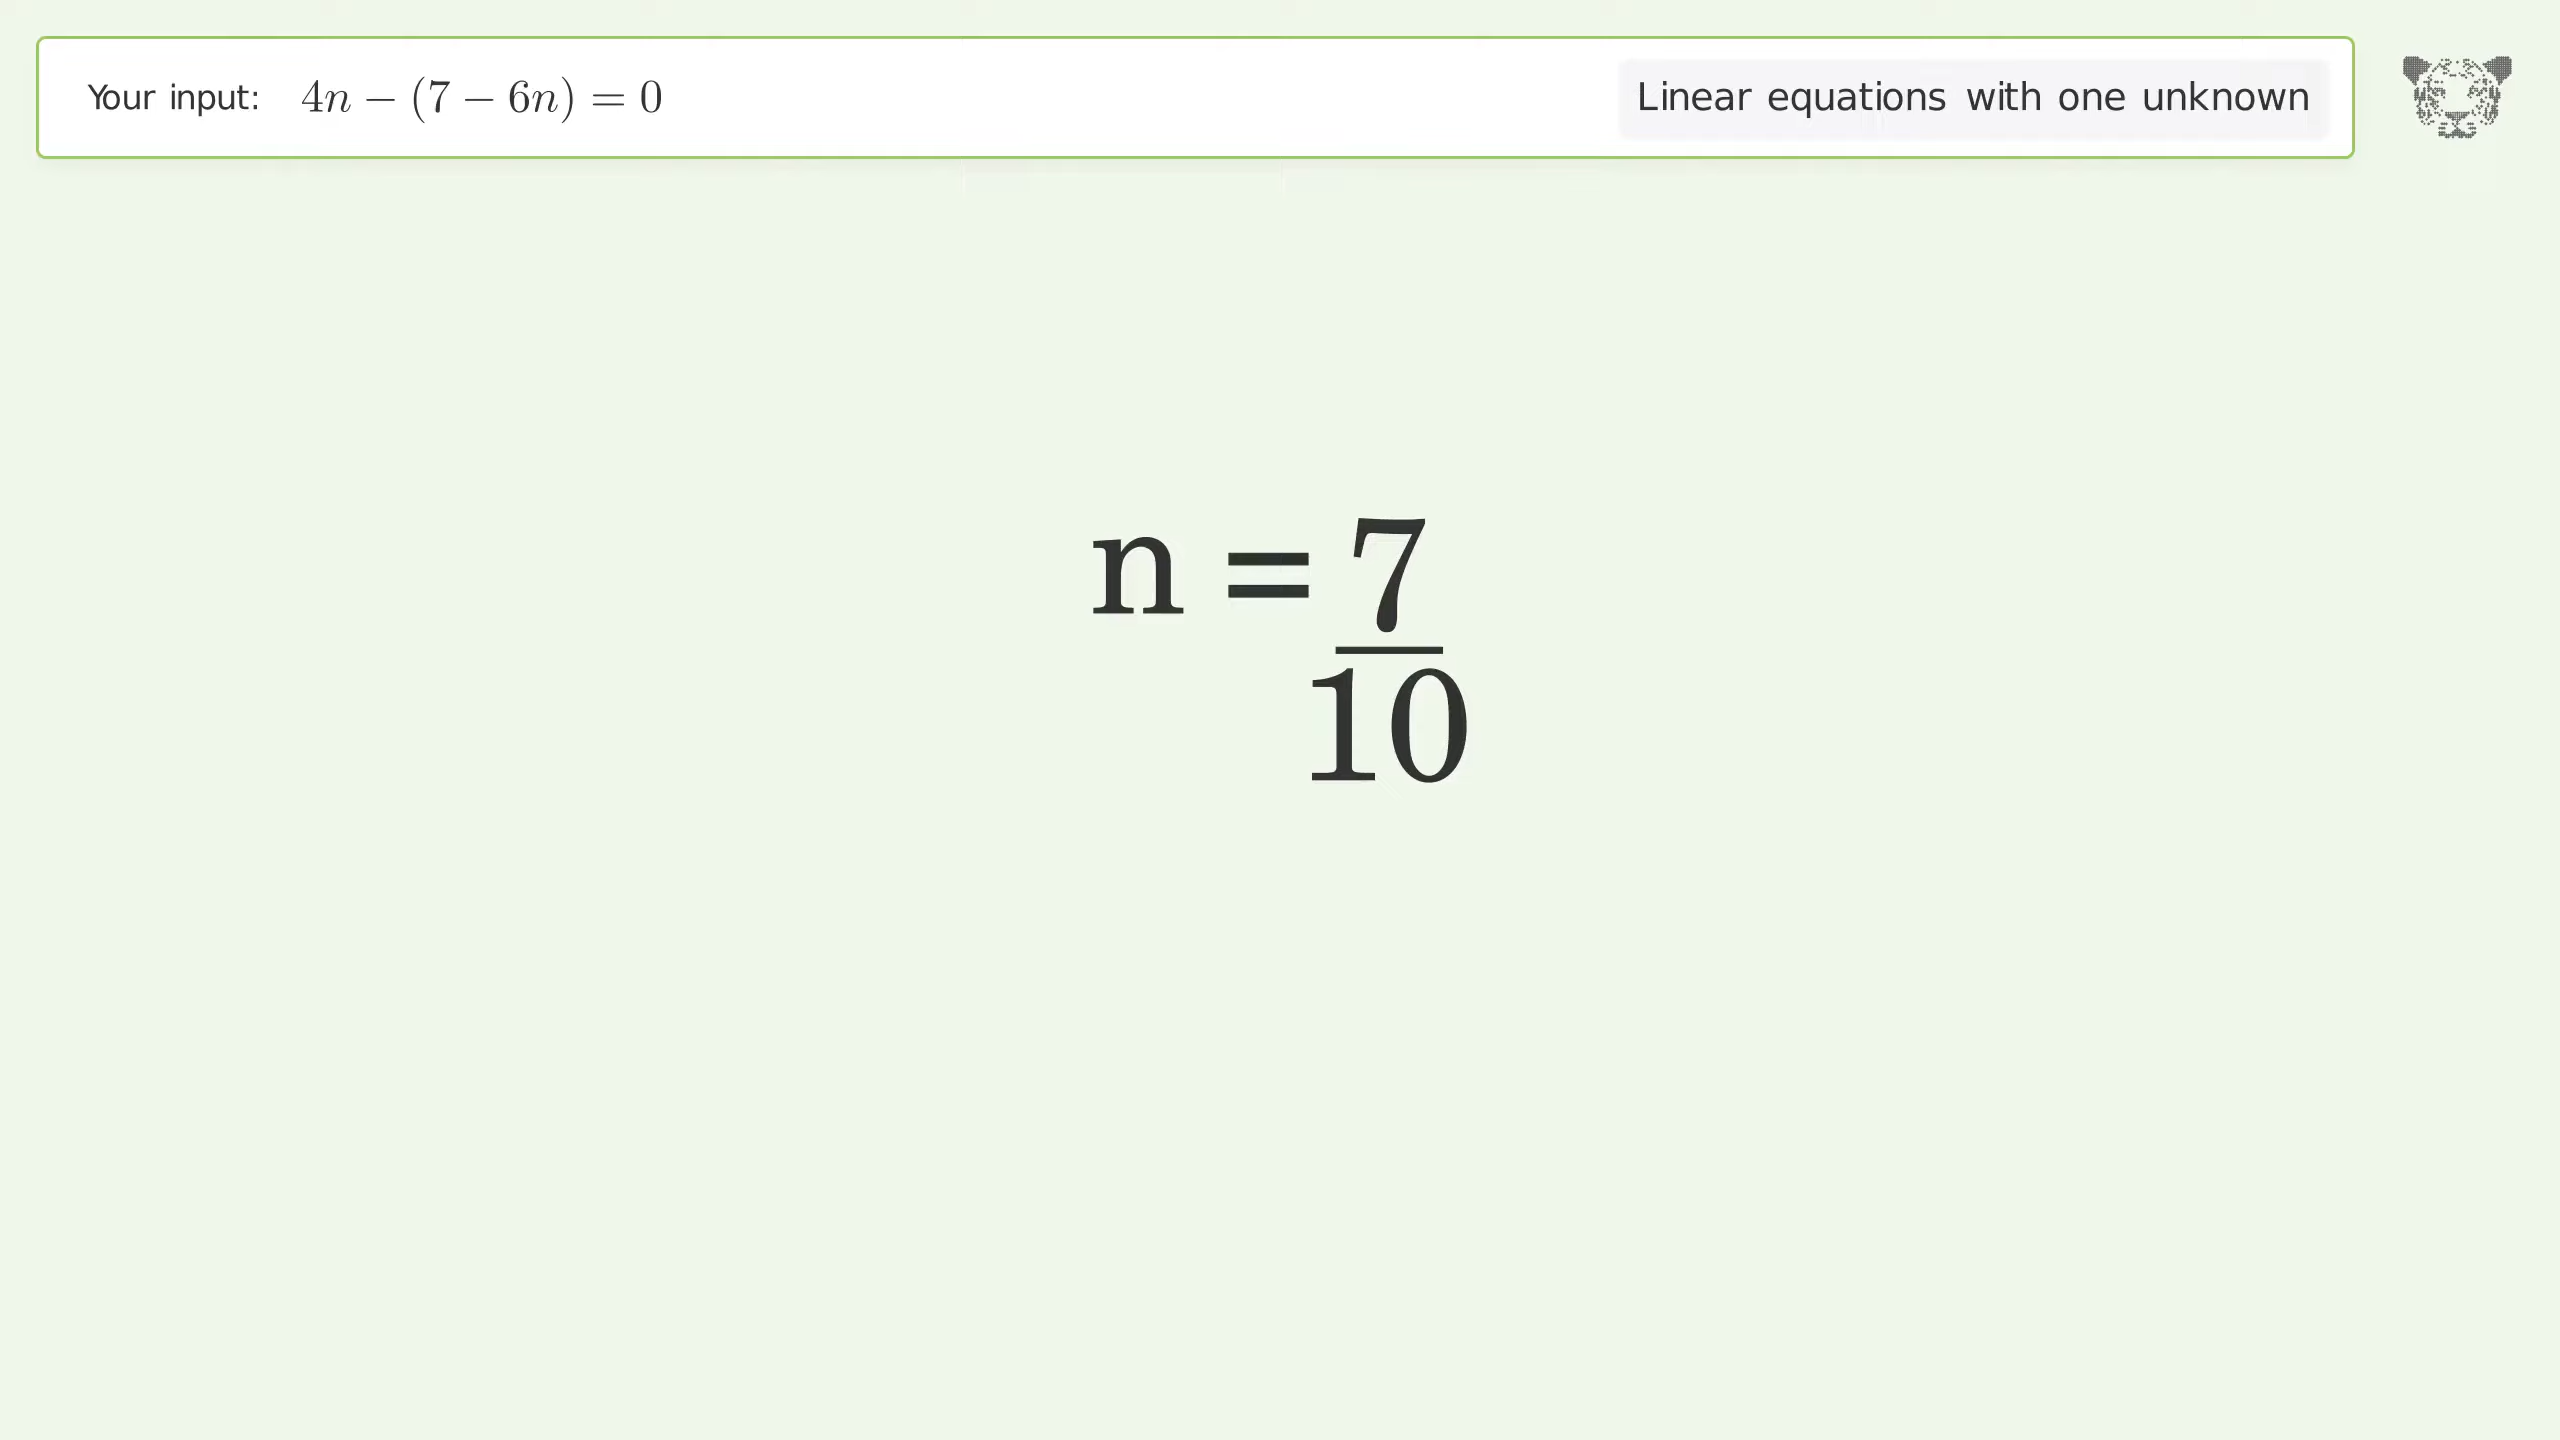 Your input: 4n − (7 − 6n) = 0
Linear equations with one unknown
n = 7/10